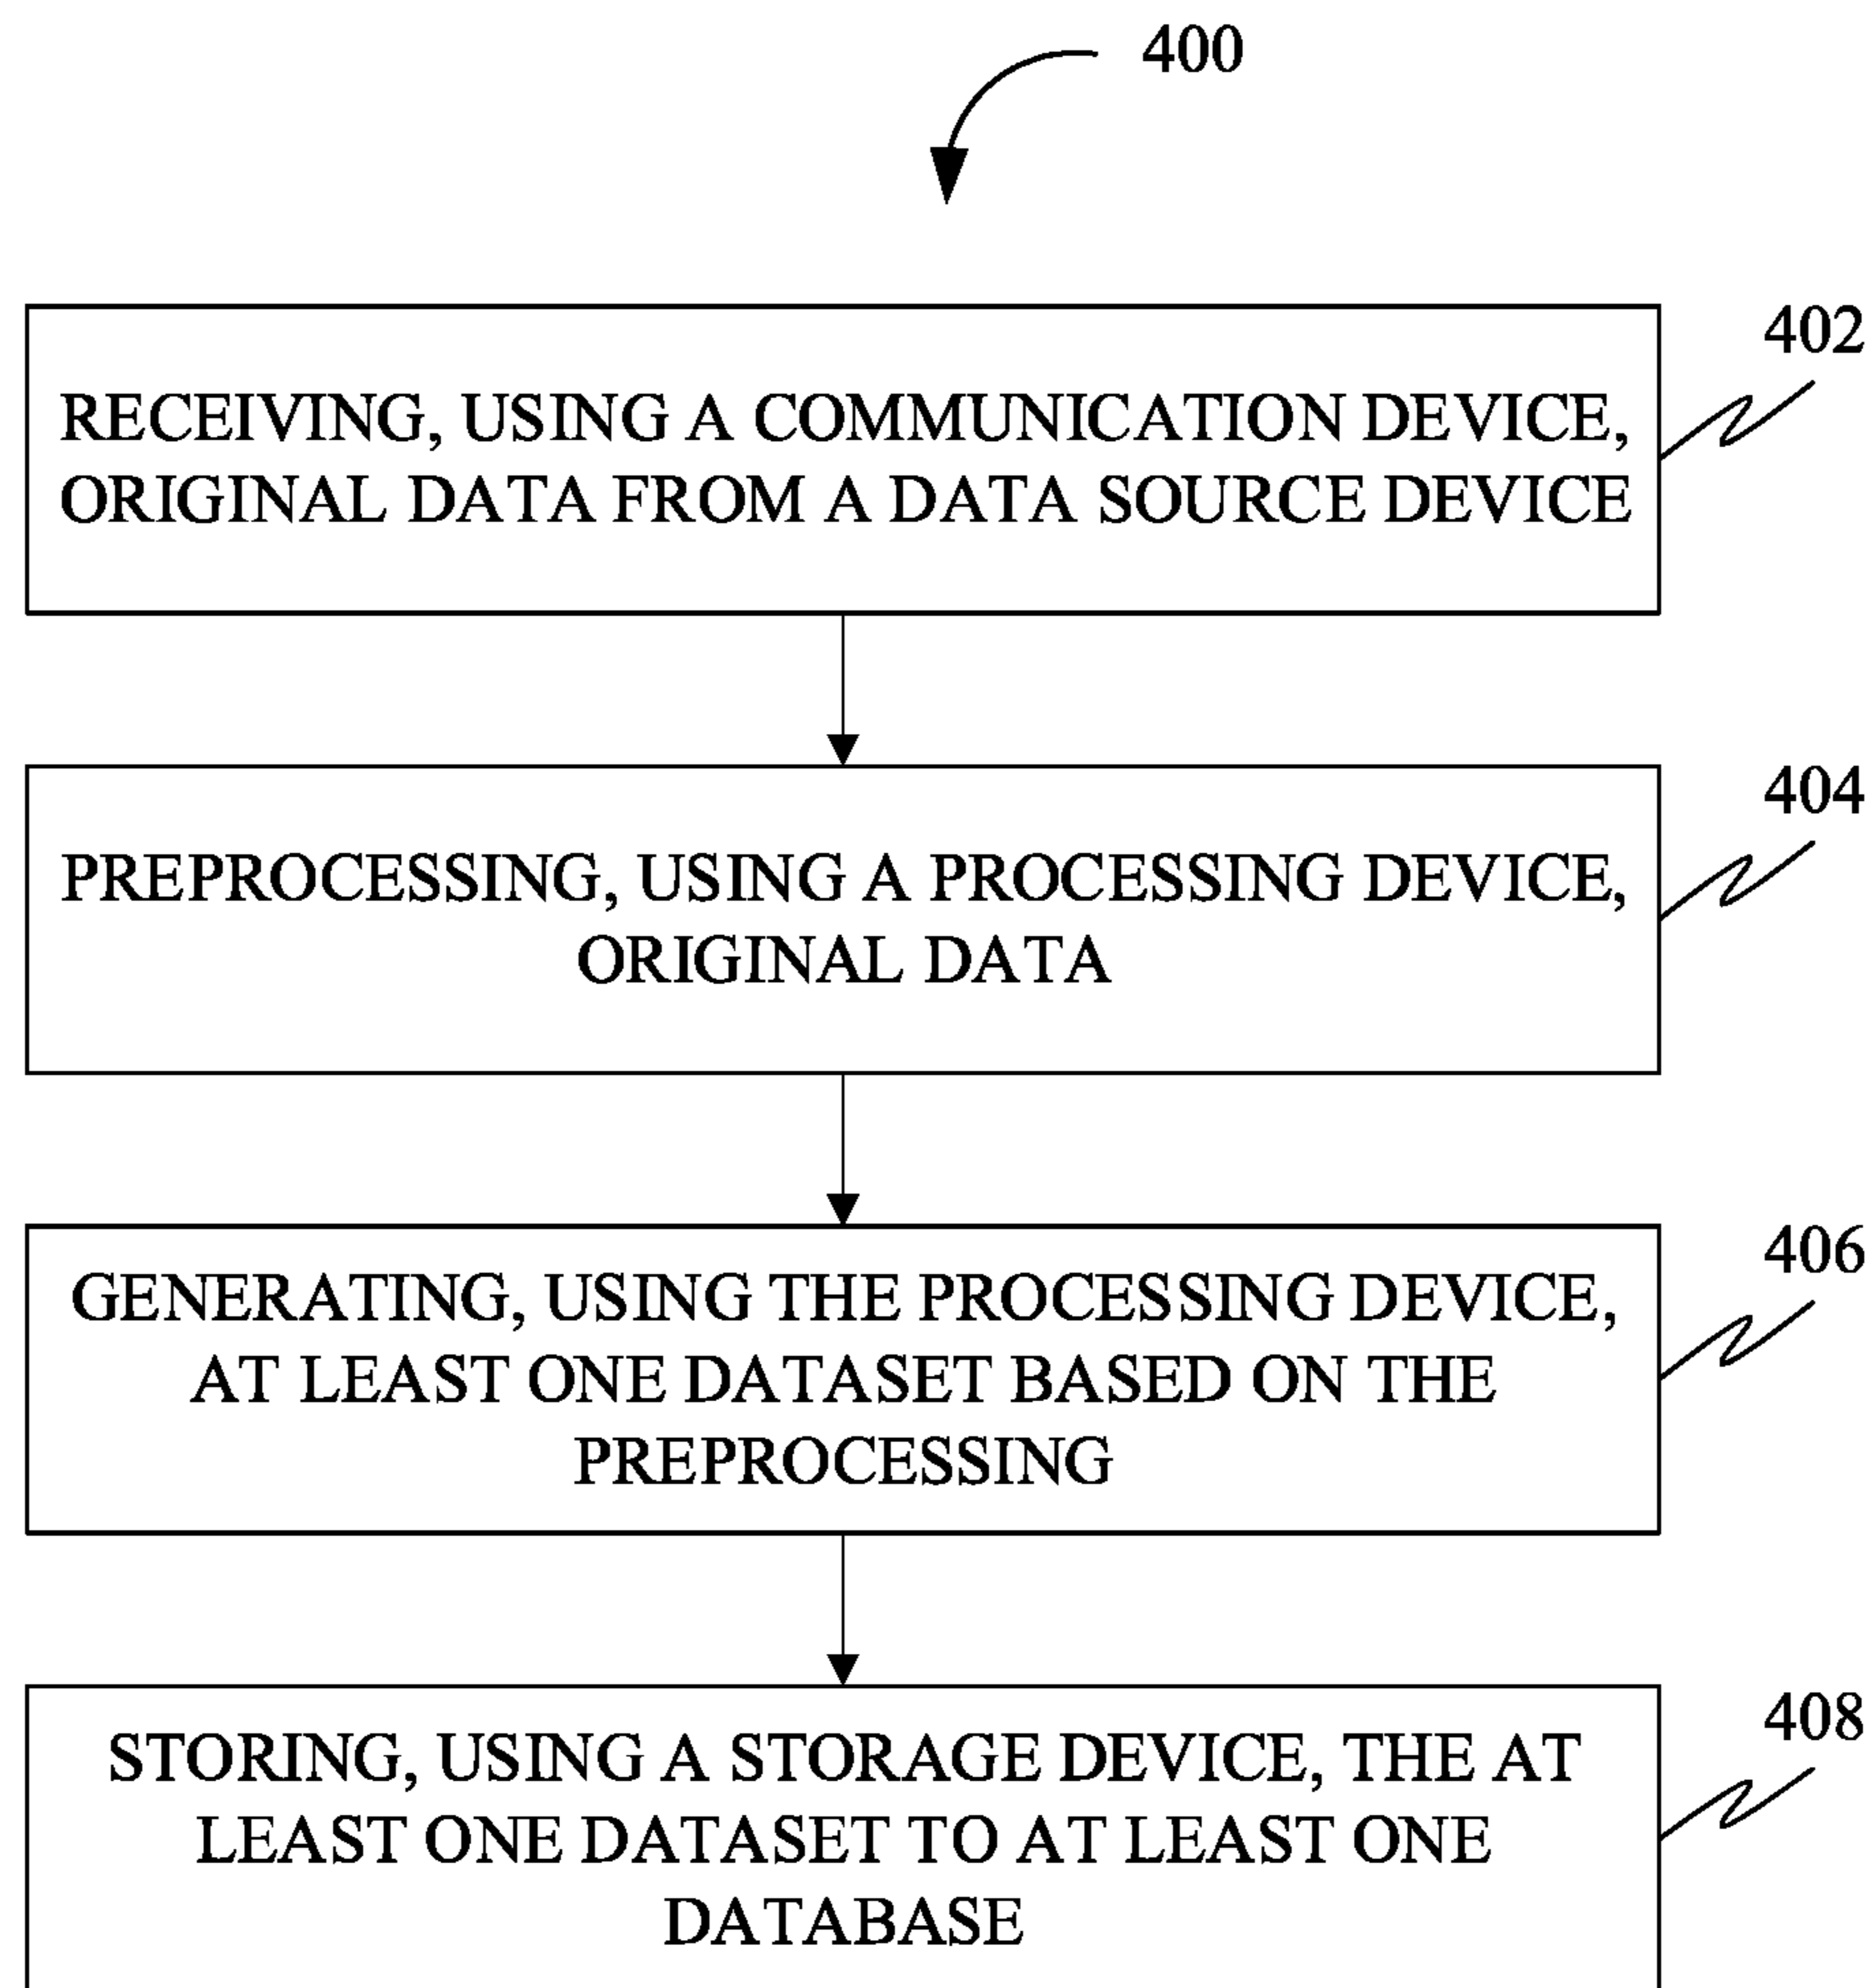 400
402
RECEIVING, USING A COMMUNICATION DEVICE,
ORIGINAL DATA FROM A DATA SOURCE DEVICE
404
PREPROCESSING, USING A PROCESSING DEVICE,
ORIGINAL DATA
406
GENERATING, USING THE PROCESSING DEVICE,
AT LEAST ONE DATASET BASED ON THE
PREPROCESSING
408
STORING, USING A STORAGE DEVICE, THE AT
LEAST ONE DATASET TO AT LEAST ONE
DATABASE